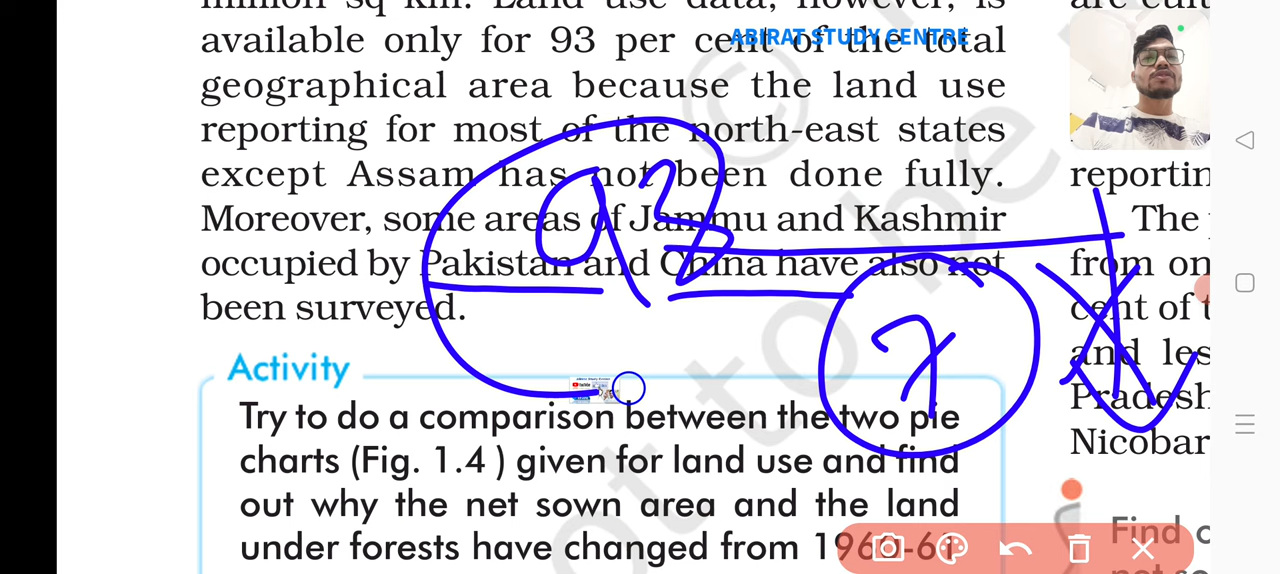 million sq km. Land use data, however, is
available only for 93 per cent of the total
ABIRAT STUDY CENTRE
geographical area because the land use
reporting for most of the north-east states
except Assam has not been done fully.
Moreover, some areas of Jammu and Kashmir
occupied by Pakistan and China have also not
been surveyed.
93
Activity
Try to do a comparison between the two pie
charts (Fig. 1.4 ) given for land use and find
out why the net sown area and the land
under forests have changed from 1960-61
are cult
reportin
The
from on
cent of t
and les
Pradesh
Nicobar
Find o